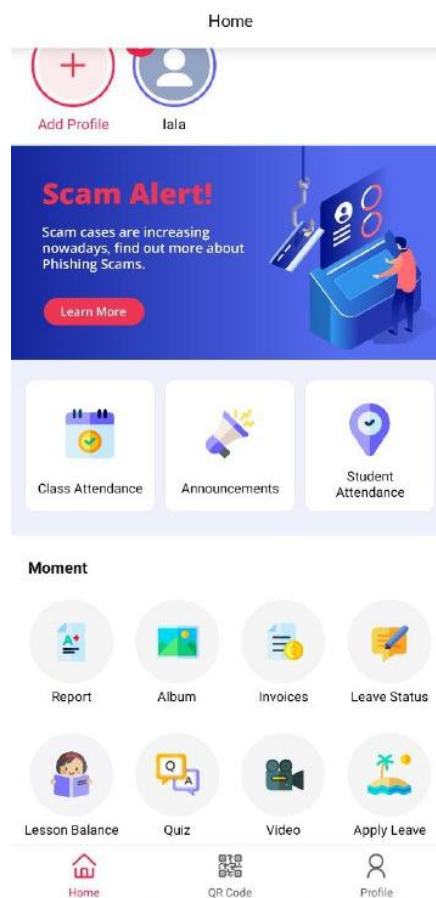 Home
Add Profile
lala
Scam Alert!
Scam cases are increasing
nowadays, find out more about
Phishing Scams.
Learn More
Class Attendance
Announcements
Student
Attendance
Moment
A+
Report
Album
Invoices
Leave Status
Q
A
Lesson Balance
Quiz
Video
Apply Leave
Home
QR Code
Profile